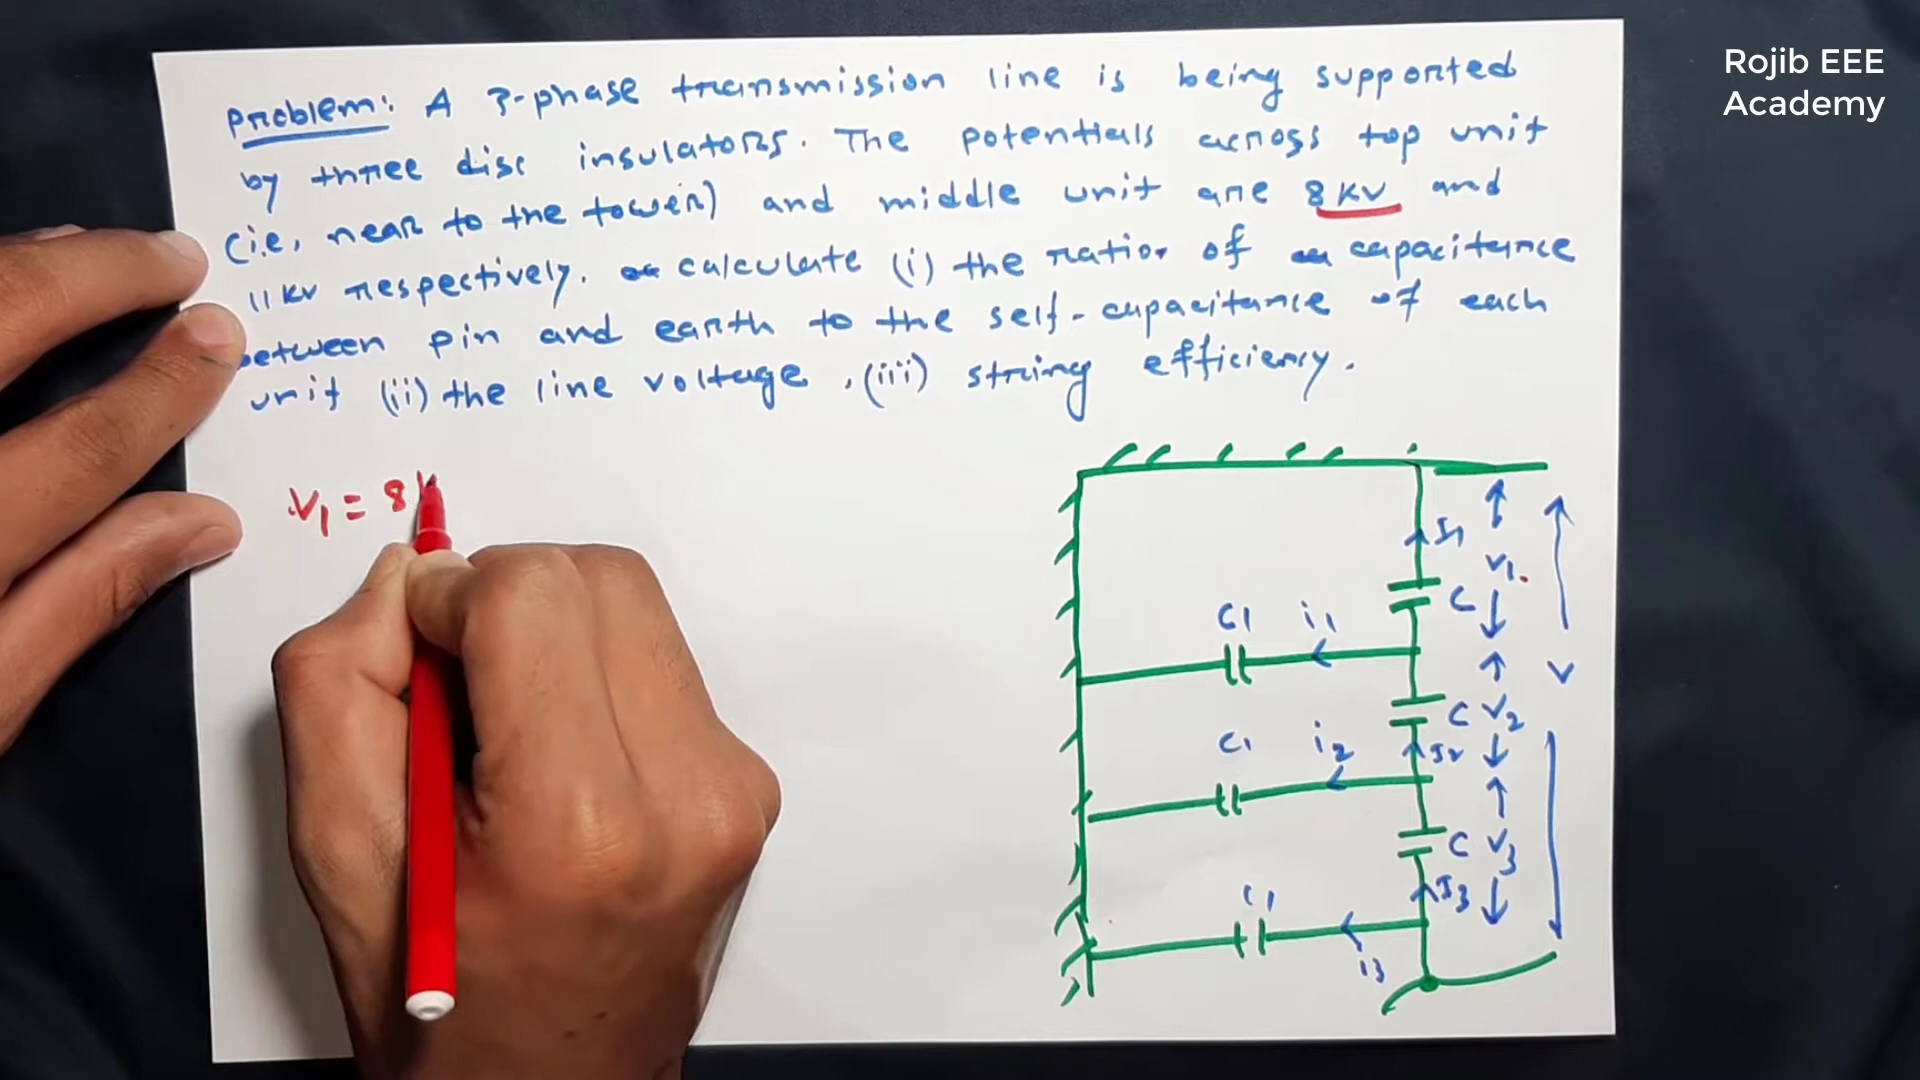 Rojib EEE
Academy
Problem: A 3-phase transmission line is being supported
by three disc insulators. The potentials across top unit
(i.e, near to the tower) and middle unit are 8 KV and
11 KV respectively. calculate (i) the ratio of capacitance
between pin and earth to the self-capacitance of each
unit (ii) the line voltage , (iii) string efficiency.
V1 = 8
I1
V1
C
C1 i1
V
C V2
C1 i2 I2
C V3
C1 I3
i3